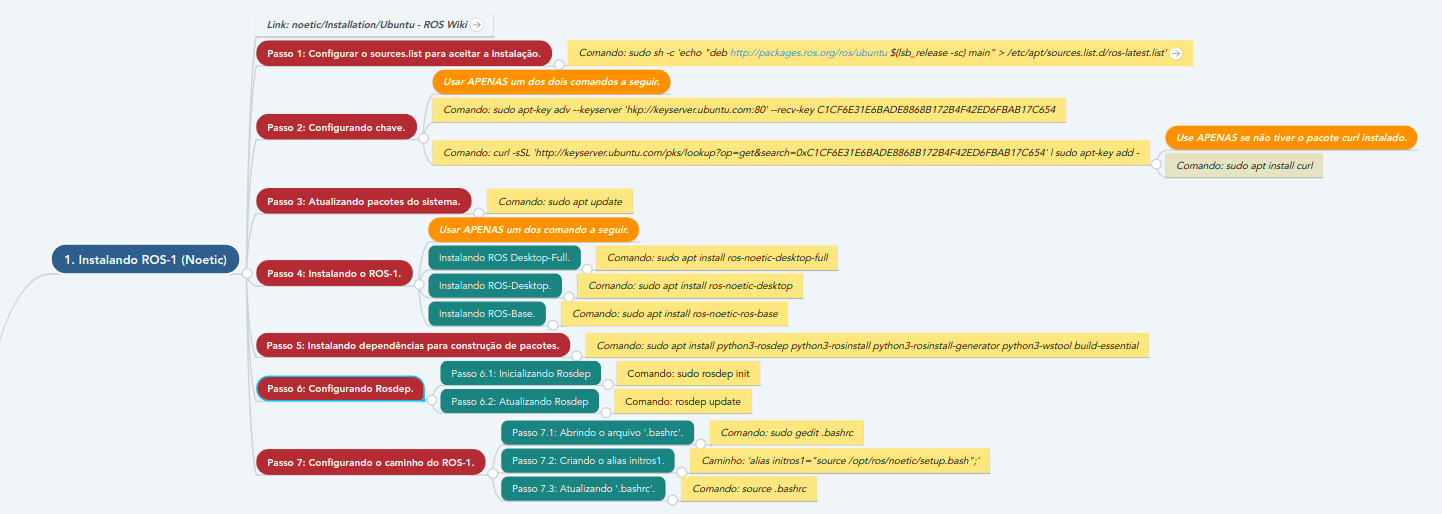 Link: noetic/Installation/Ubuntu - ROS Wiki
Passo 1: Configurar o sources.list para aceitar a instalação.
Comando: sudo sh -c 'echo "deb http://packages.ros.org/ros/ubuntu $(lsb_release -sc) main" > /etc/apt/sources.list.d/ros-latest.list'
Usar APENAS um dos dois comandos a seguir.
Comando: sudo apt-key adv --keyserver 'hkp://keyserver.ubuntu.com:80' --recv-key C1CF6E31E6BADE8868B172B4F42ED6FBAB17C654
Passo 2: Configurando chave.
Comando: curl -sSL 'http://keyserver.ubuntu.com/pks/lookup?op=get&search=0xC1CF6E31E6BADE8868B172B4F42ED6FBAB17C654' | sudo apt-key add -
Use APENAS se não tiver o pacote curl instalado.
Comando: sudo apt install curl
Passo 3: Atualizando pacotes do sistema.
Comando: sudo apt update
1. Instalando ROS-1 (Noetic)
Passo 4: Instalando o ROS-1.
Usar APENAS um dos comando a seguir.
Instalando ROS Desktop-Full.
Comando: sudo apt install ros-noetic-desktop-full
Instalando ROS-Desktop.
Comando: sudo apt install ros-noetic-desktop
Instalando ROS-Base.
Comando: sudo apt install ros-noetic-ros-base
Passo 5: Instalando dependências para construção de pacotes.
Comando: sudo apt install python3-rosdep python3-rosinstall python3-rosinstall-generator python3-wstool build-essential
Passo 6: Configurando Rosdep.
Passo 6.1: Inicializando Rosdep
Comando: sudo rosdep init
Passo 6.2: Atualizando Rosdep
Comando: rosdep update
Passo 7: Configurando o caminho do ROS-1.
Passo 7.1: Abrindo o arquivo '.bashrc'.
Comando: sudo gedit .bashrc
Passo 7.2: Criando o alias initros1.
Caminho: 'alias initros1="source /opt/ros/noetic/setup.bash";'
Passo 7.3: Atualizando '.bashrc'.
Comando: source .bashrc